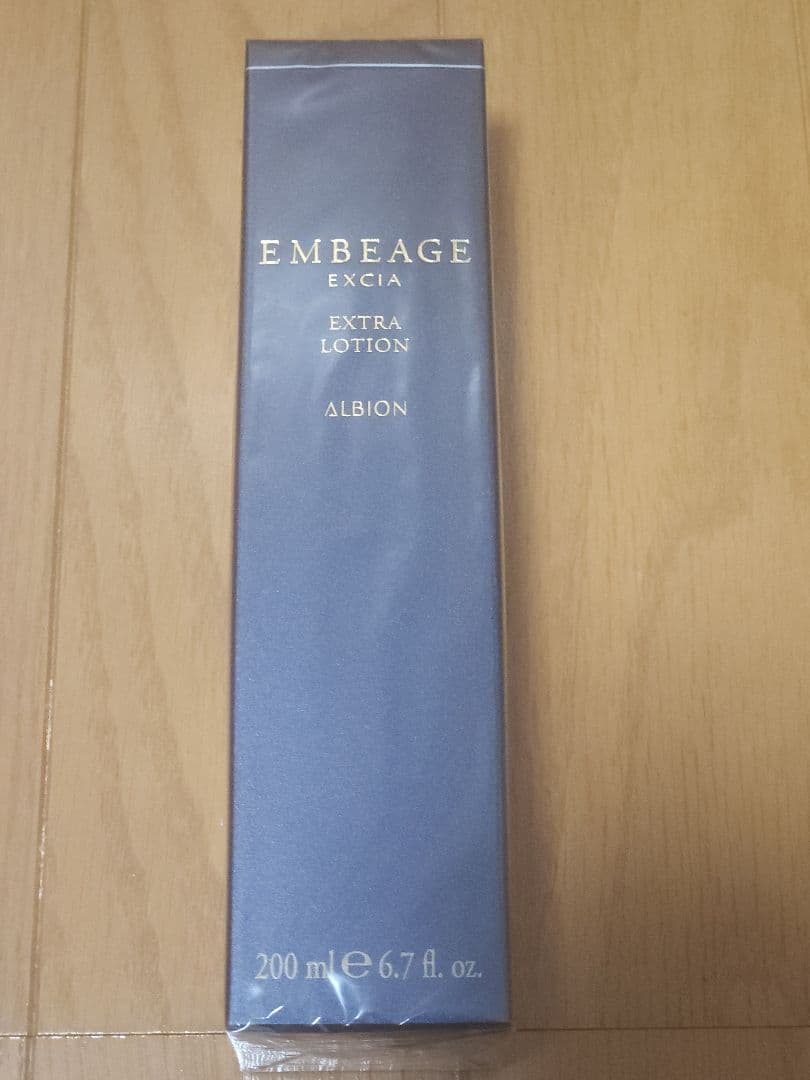 EMBEAGE
EXCIA
EXTRA
LOTION
ALBION
200 ml ℮ 6.7 fl. oz.